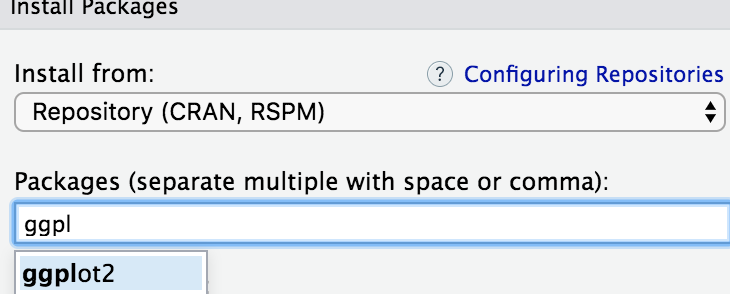 Install Packages
Install from:
? Configuring Repositories
Repository (CRAN, RSPM)
Packages (separate multiple with space or comma):
ggpl
ggplot2